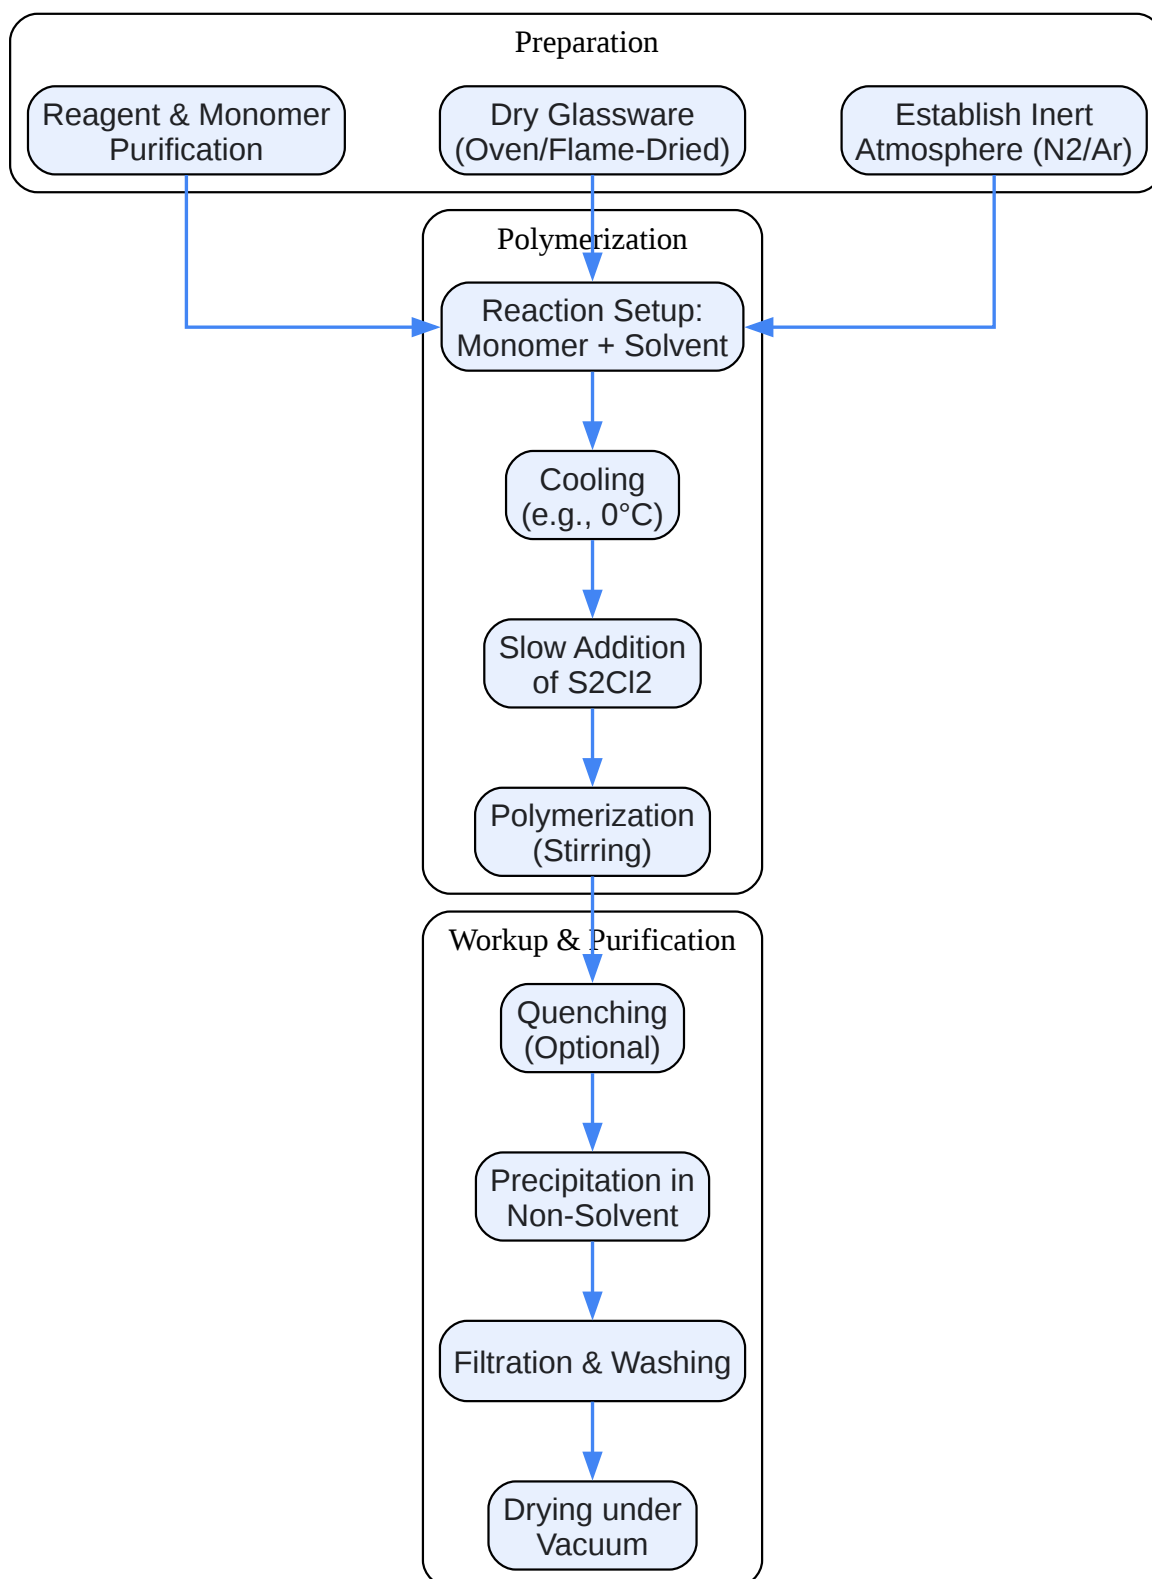 Preparation
Reagent & Monomer
Purification
Dry Glassware
(Oven/Flame-Dried)
Establish Inert
Atmosphere (N2/Ar)
Polymerization
Reaction Setup:
Monomer + Solvent
Cooling
(e.g., 0°C)
Slow Addition
of S2Cl2
Polymerization
(Stirring)
Workup & Purification
Quenching
(Optional)
Precipitation in
Non-Solvent
Filtration & Washing
Drying under
Vacuum